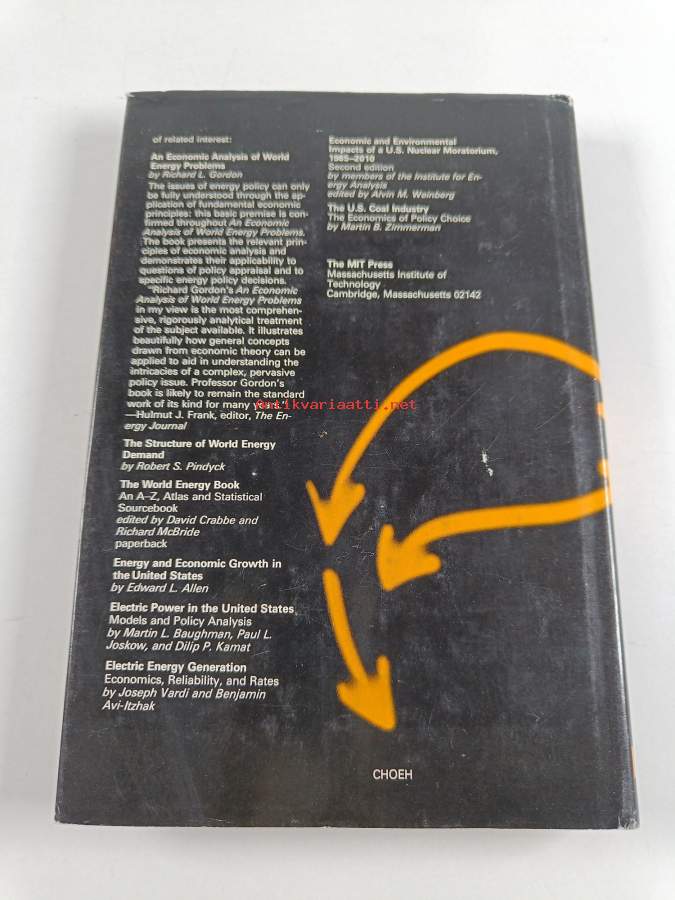 of related interest:
An Economic Analysis of World
Energy Problems
by Richard L. Gordon
The issues of energy policy can only
be fully understood through the ap-
plication of fundamental economic
principles: this basic premise is con-
firmed throughout An Economic
Analysis of World Energy Problems.
The book presents the relevant prin-
ciples of economic analysis and
demonstrates their applicability to
questions of policy appraisal and to
specific energy policy decisions.
"Richard Gordon's An Economic
Analysis of World Energy Problems
in my view is the most comprehen-
sive, rigorously analytical treatment
of the subject available. It illustrates
beautifully how general concepts
drawn from economic theory can be
applied to aid in understanding the
intricacies of a complex, pervasive
policy issue. Professor Gordon's
book is likely to remain the standard
work of its kind for many years."
—Hulmut J. Frank, editor, The En-
ergy Journal
The Structure of World Energy
Demand
by Robert S. Pindyck
The World Energy Book
An A–Z, Atlas and Statistical
Sourcebook
edited by David Crabbe and
Richard McBride
paperback
Energy and Economic Growth in
the United States
by Edward L. Allen
Electric Power in the United States
Models and Policy Analysis
by Martin L. Baughman, Paul L.
Joskow, and Dilip P. Kamat
Electric Energy Generation
Economics, Reliability, and Rates
by Joseph Vardi and Benjamin
Avi-Itzhak
Economic and Environmental
Impacts of a U.S. Nuclear Moratorium,
1985–2010
Second edition
by members of the Institute for En-
ergy Analysis
edited by Alvin M. Weinberg
The U.S. Coal Industry
The Economics of Policy Choice
by Martin B. Zimmerman
The MIT Press
Massachusetts Institute of
Technology
Cambridge, Massachusetts 02142
Antikvariaatti.net
CHOEH